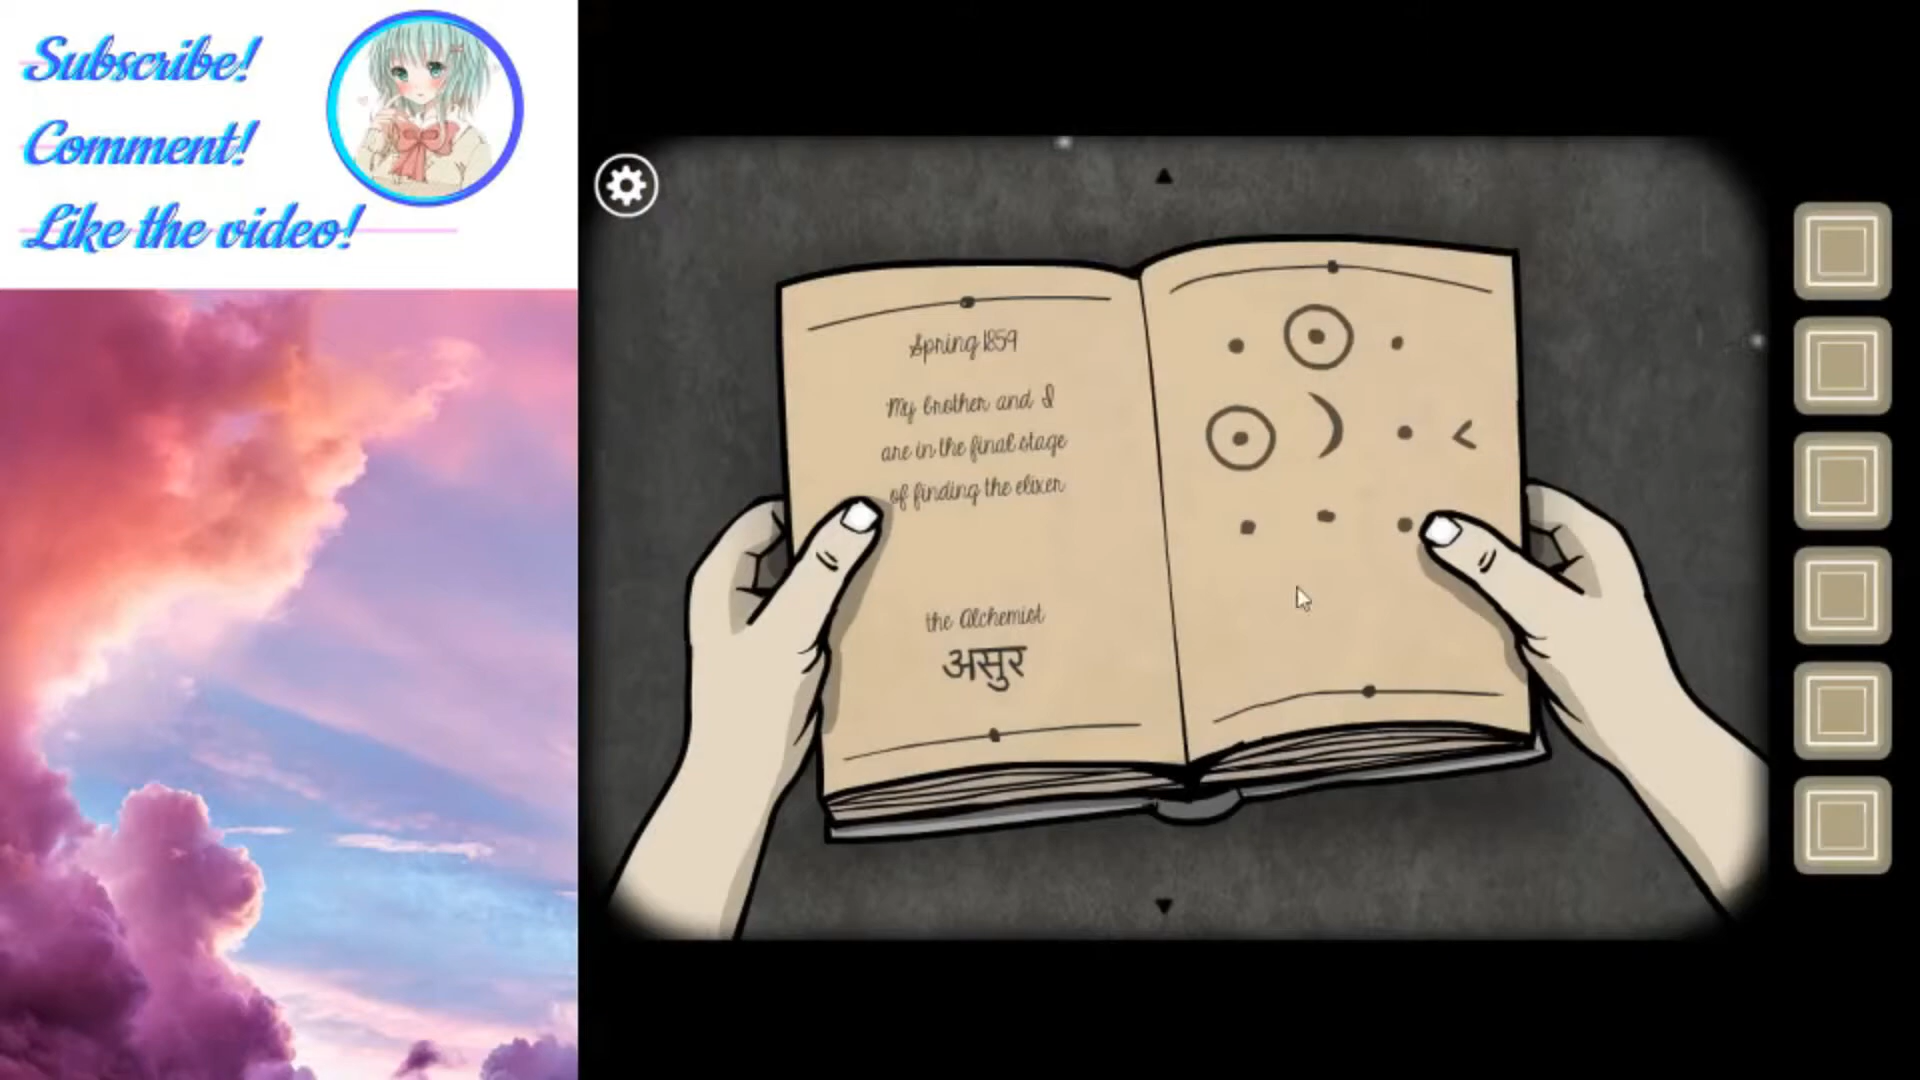 Subscribe!
Comment!
Like the video!
Spring 1859
My brother and I
are in the final stage
of finding the elixer
the Alchemist
असुर